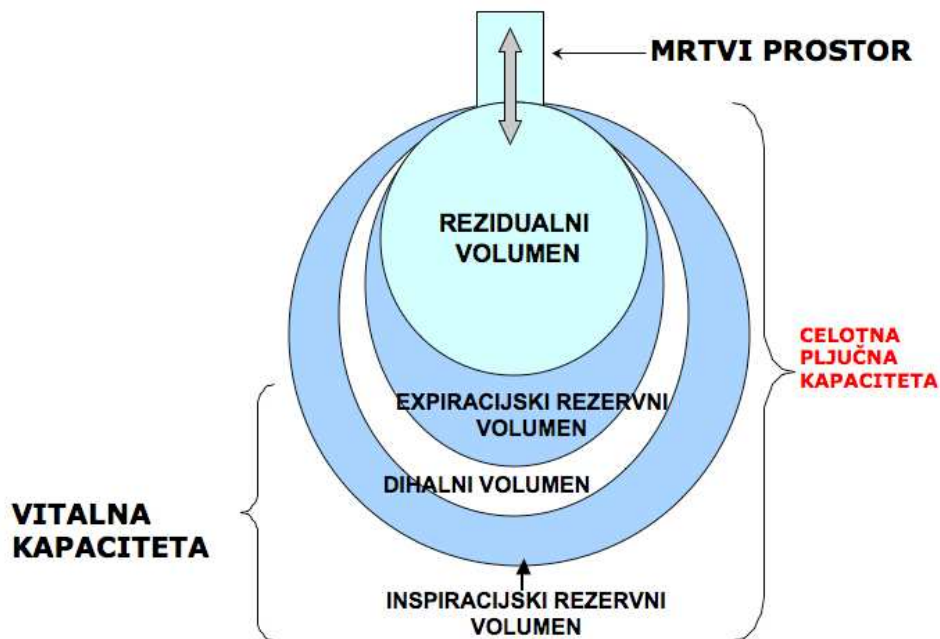 MRTVI PROSTOR
REZIDUALNI
VOLUMEN
CELOTNA
PLJUČNA
KAPACITETA
EXPIRACIJSKI REZERVNI
VOLUMEN
DIHALNI VOLUMEN
VITALNA
KAPACITETA
INSPIRACIJSKI REZERVNI
VOLUMEN